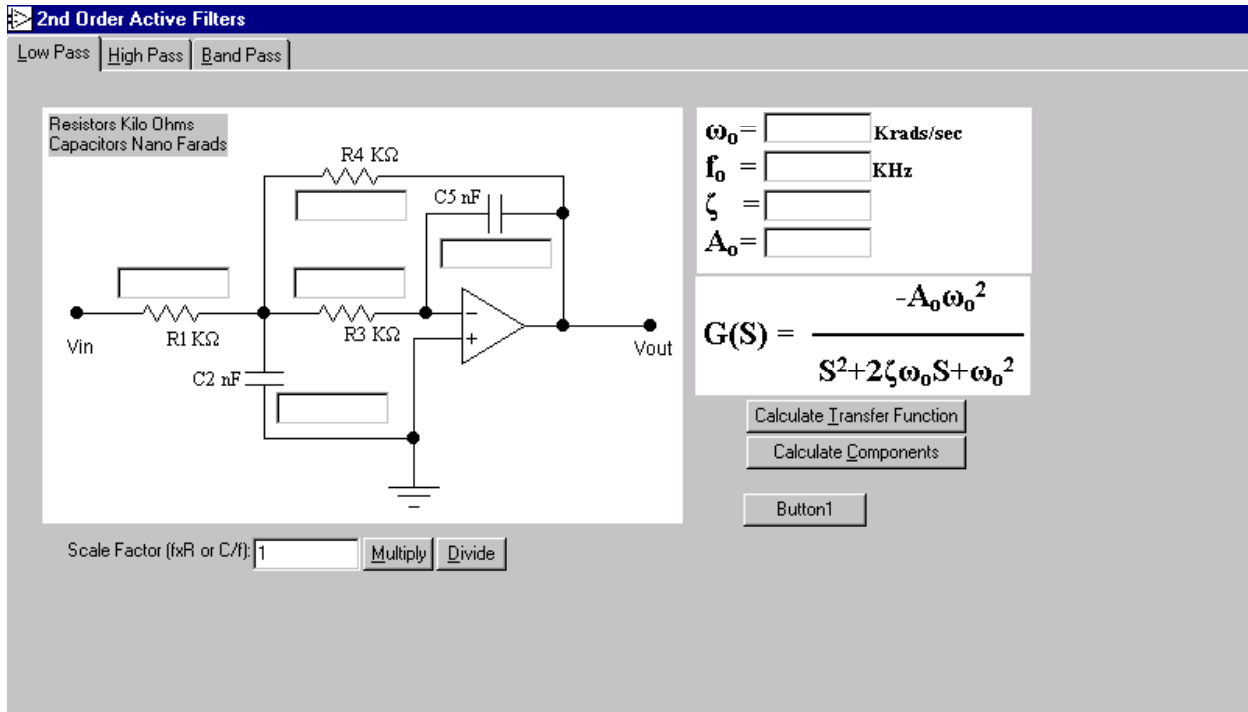 2nd Order Active Filters
Low Pass High Pass Band Pass
Resistors Kilo Ohms
Capacitors Nano Farads
R4 KΩ
C5 nF
R1 KΩ
R3 KΩ
−
+
Vin
Vout
C2 nF
ω₀= Krads/sec
f₀ = KHz
ζ =
A₀=
G(S) = -A₀ω₀² / S²+2ζω₀S+ω₀²
Calculate Transfer Function
Calculate Components
Button1
Scale Factor (fxR or C/f): 1 Multiply Divide